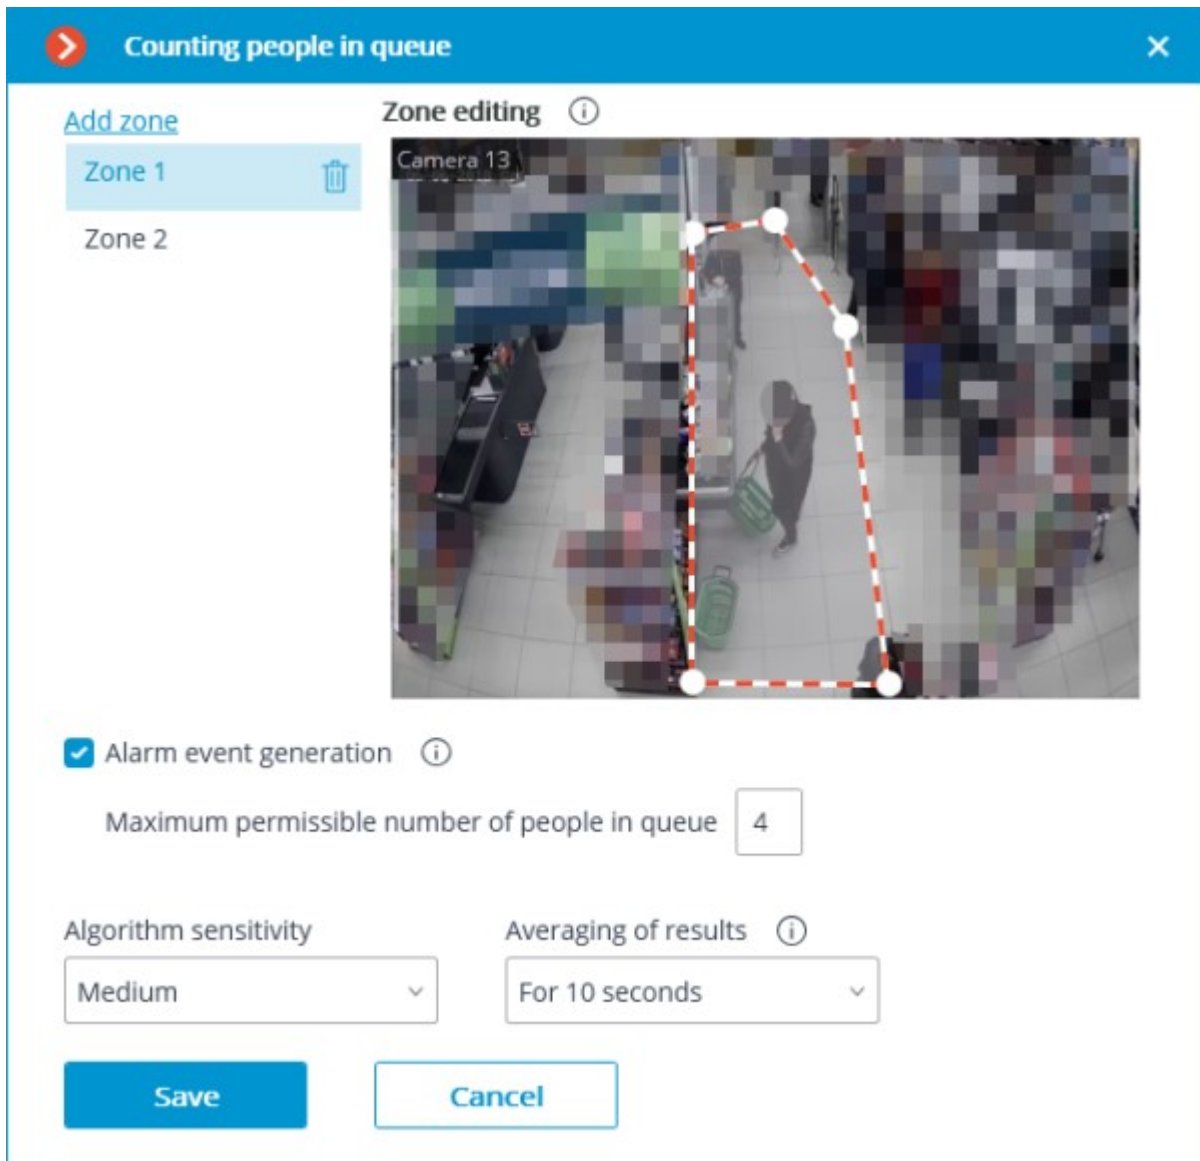 Counting people in queue
Add zone
Zone editing
Zone 1
Zone 2
Camera 13
Alarm event generation
Maximum permissible number of people in queue 4
Algorithm sensitivity
Averaging of results
Medium
For 10 seconds
Save
Cancel